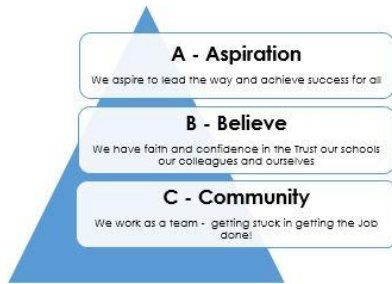 A - Aspiration
We aspire to lead the way and achieve success for all
B - Believe
We have faith and confidence in the Trust our schools
our colleagues and ourselves
C - Community
We work as a team - getting stuck in getting the Job
done!